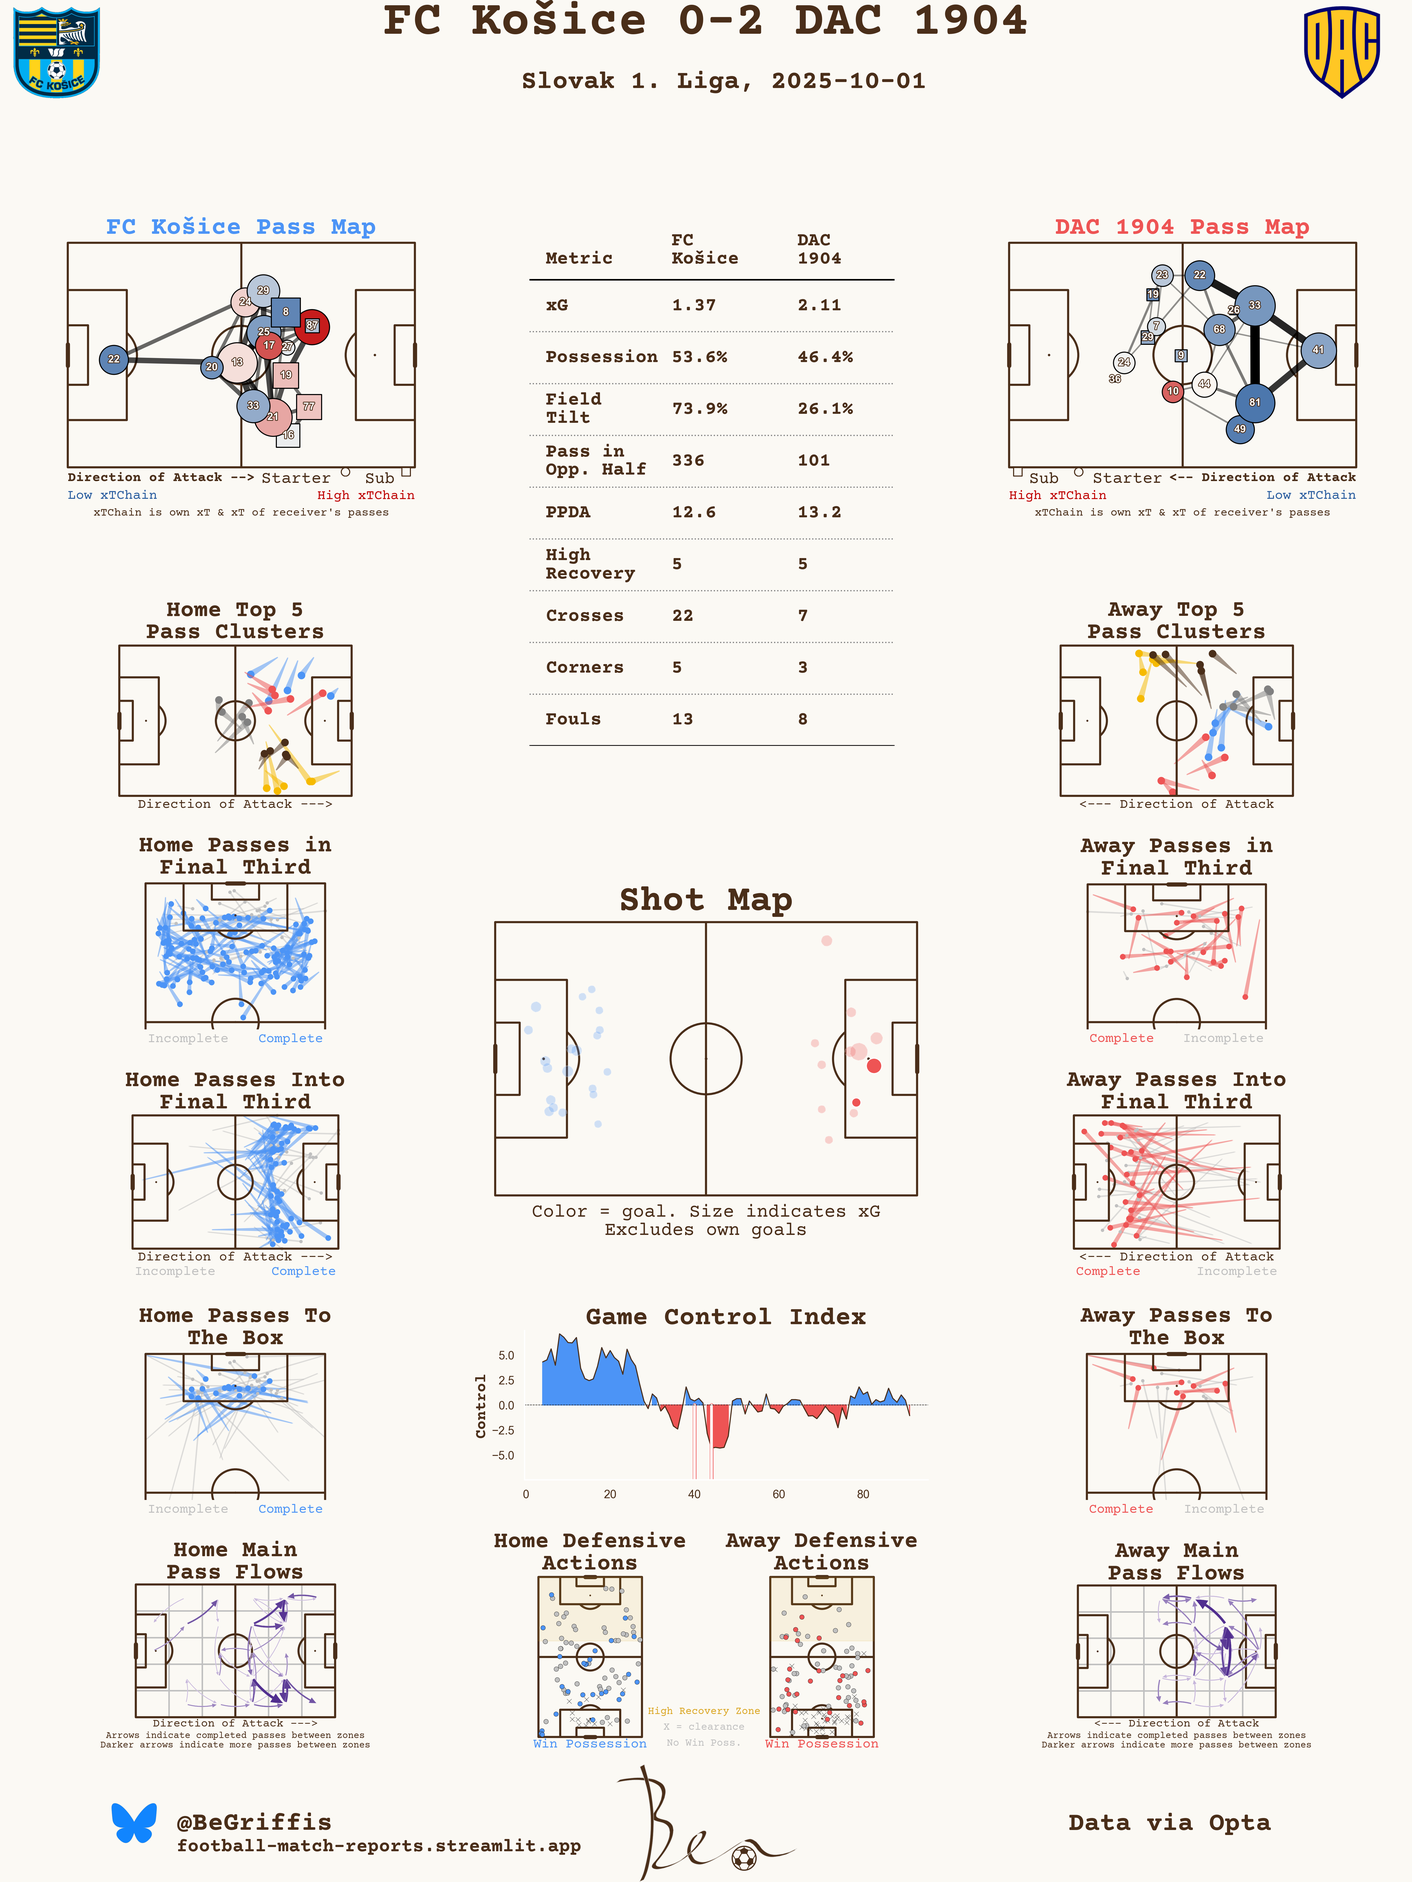 FC Košice 0-2 DAC 1904
Slovak 1. Liga, 2025-10-01
FC KOŠICE
DAC
FC Košice Pass Map
24
29
8
25
87
17
27
22
20
13
19
33
21
77
16
Direction of Attack --> Starter Sub
Low xTChain High xTChain
xTChain is own xT & xT of receiver's passes
Metric FC Košice DAC 1904
xG 1.37 2.11
Possession 53.6% 46.4%
Field Tilt 73.9% 26.1%
Pass in Opp. Half 336 101
PPDA 12.6 13.2
High Recovery 5 5
Crosses 22 7
Corners 5 3
Fouls 13 8
DAC 1904 Pass Map
23
22
19
33
26
7
68
29
9
41
24
36
10
44
81
49
Sub Starter <-- Direction of Attack
High xTChain Low xTChain
xTChain is own xT & xT of receiver's passes
Home Top 5
Pass Clusters
Direction of Attack --->
Away Top 5
Pass Clusters
<--- Direction of Attack
Home Passes in
Final Third
Incomplete Complete
Away Passes in
Final Third
Complete Incomplete
Shot Map
Color = goal. Size indicates xG
Excludes own goals
Home Passes Into
Final Third
Direction of Attack --->
Incomplete Complete
Away Passes Into
Final Third
<--- Direction of Attack
Complete Incomplete
Home Passes To
The Box
Incomplete Complete
Game Control Index
Control
5.0
2.5
0.0
−2.5
−5.0
0 20 40 60 80
Away Passes To
The Box
Complete Incomplete
Home Main
Pass Flows
Direction of Attack --->
Arrows indicate completed passes between zones
Darker arrows indicate more passes between zones
Home Defensive
Actions
Win Possession
Away Defensive
Actions
Win Possession
High Recovery Zone
X = clearance
No Win Poss.
Away Main
Pass Flows
<--- Direction of Attack
Arrows indicate completed passes between zones
Darker arrows indicate more passes between zones
@BeGriffis
football-match-reports.streamlit.app
Ben
Data via Opta